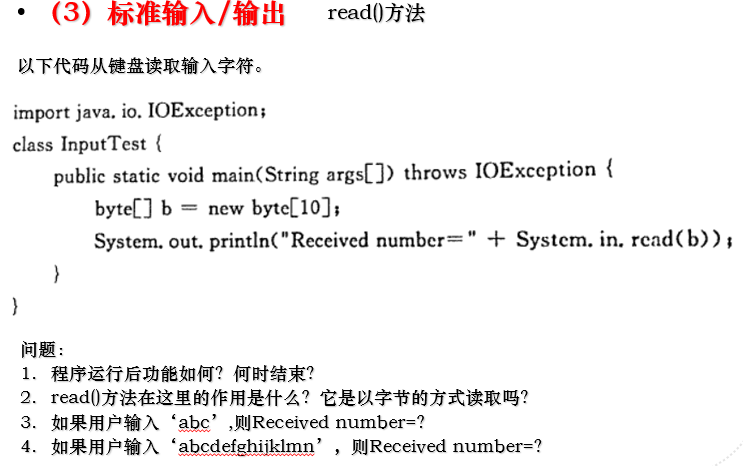 • （3）标准输入/输出 read()方法
以下代码从键盘读取输入字符。
import java. io. IOException;
class InputTest {
public static void main(String args[]) throws IOException {
byte[] b = new byte[10];
System. out. println("Received number=" + System. in. read(b));
}
}
问题：
1. 程序运行后功能如何？何时结束？
2. read()方法在这里的作用是什么？它是以字节的方式读取吗？
3. 如果用户输入‘abc’,则Received number=?
4. 如果用户输入‘abcdefghijklmn’，则Received number=?